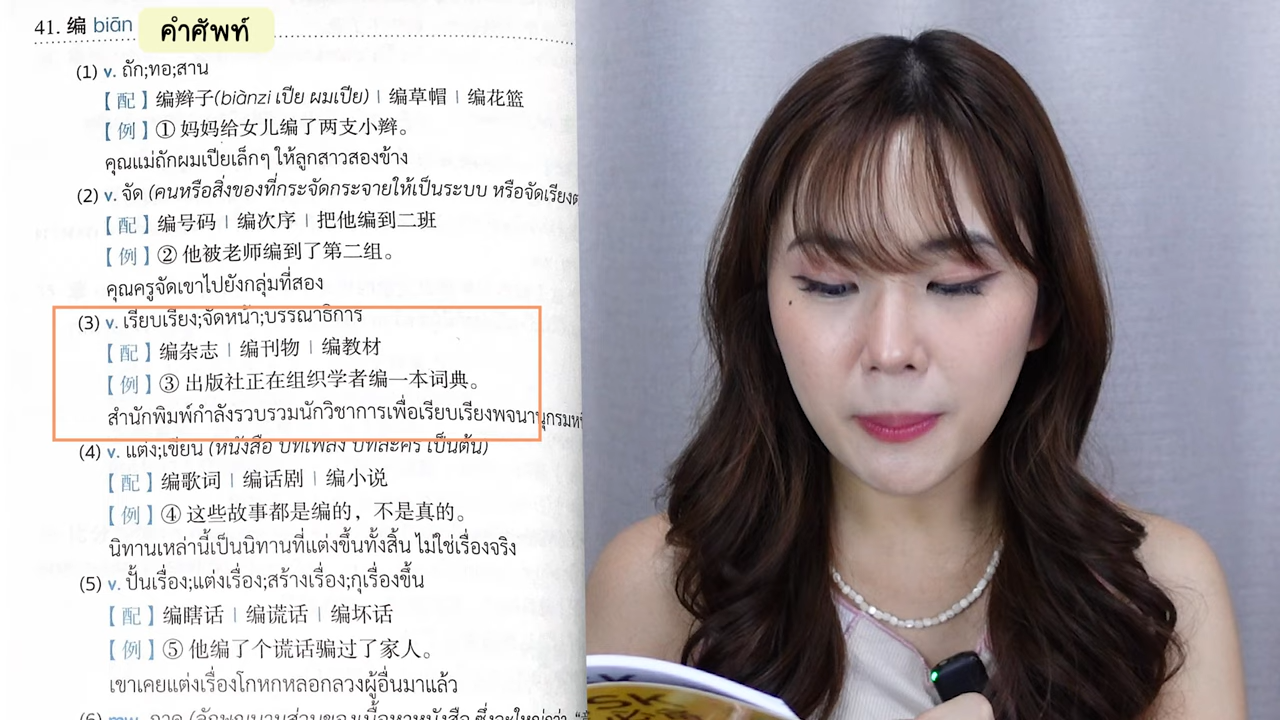 41. 编 biān
คำศัพท์
(1) v. ถัก;ทอ;สาน
【配】编辫子(biànzi เปีย ผมเปีย) | 编草帽 | 编花篮
【例】① 妈妈给女儿编了两支小辫。
คุณแม่ถักผมเปียเล็กๆ ให้ลูกสาวสองข้าง
(2) v. จัด (คนหรือสิ่งของที่กระจัดกระจายให้เป็นระบบ หรือจัดเรียง
【配】编号码 | 编次序 | 把他编到二班
【例】② 他被老师编到了第二组。
คุณครูจัดเขาไปยังกลุ่มที่สอง
(3) v. เรียบเรียง;จัดหน้า;บรรณาธิการ
【配】编杂志 | 编刊物 | 编教材
【例】③ 出版社正在组织学者编一本词典。
สำนักพิมพ์กำลังรวบรวมนักวิชาการเพื่อเรียบเรียงพจนานุกรม
(4) v. แต่ง;เขียน (หนังสือ บทเพลง บทละคร เป็นต้น)
【配】编歌词 | 编话剧 | 编小说
【例】④ 这些故事都是编的，不是真的。
นิทานเหล่านี้เป็นนิทานที่แต่งขึ้นทั้งสิ้น ไม่ใช่เรื่องจริง
(5) v. ปั้นเรื่อง;แต่งเรื่อง;สร้างเรื่อง;กุเรื่องขึ้น
【配】编瞎话 | 编谎话 | 编坏话
【例】⑤ 他编了个谎话骗过了家人。
เขาเคยแต่งเรื่องโกหกหลอกลวงผู้อื่นมาแล้ว
(6) mw.